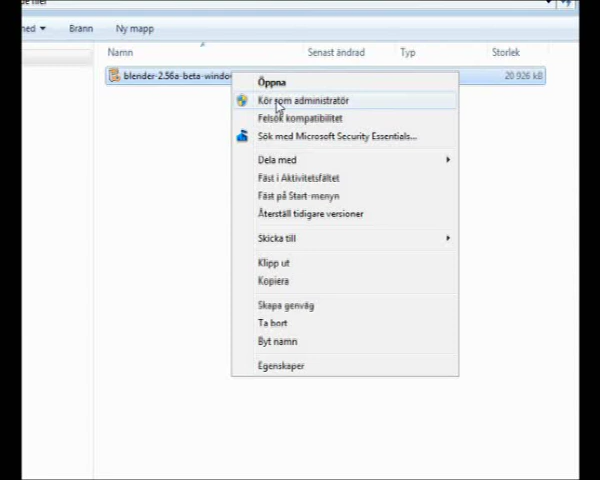 Brann Ny mapp
Namn Senast ändrad Typ Storlek
blender-2.56a-beta-windo 20 926 kB
Öppna
Kör som administratör
Felsök kompatibilitet
Sök med Microsoft Security Essentials...
Dela med
Fäst i Aktivitetsfältet
Fäst på Start-menyn
Återställ tidigare versioner
Skicka till
Klipp ut
Kopiera
Skapa genväg
Ta bort
Byt namn
Egenskaper